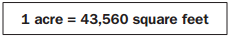 1 acre = 43,560 square feet